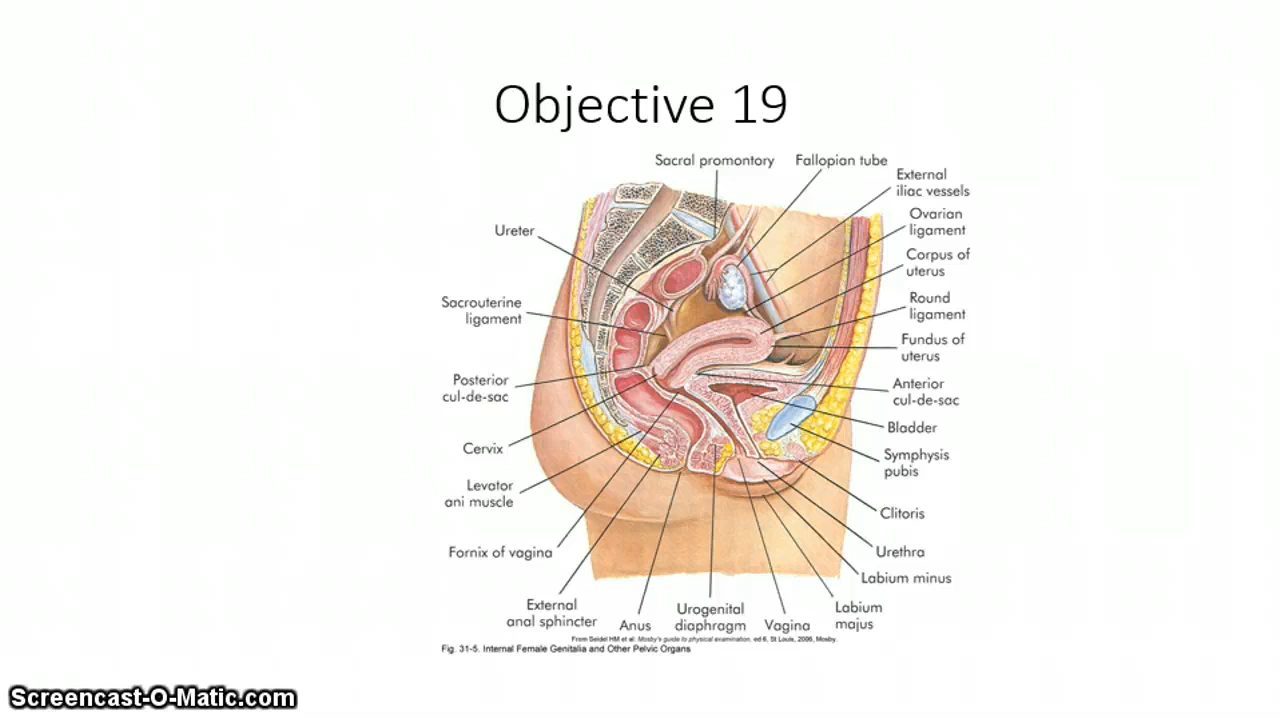 Objective 19
Sacral promontory
Fallopian tube
External
iliac vessels
Ureter
Ovarian
ligament
Corpus of
uterus
Sacrouterine
ligament
Round
ligament
Fundus of
uterus
Posterior
cul-de-sac
Anterior
cul-de-sac
Bladder
Cervix
Symphysis
pubis
Levator
ani muscle
Clitoris
Fornix of vagina
Urethra
Labium minus
External
anal sphincter
Anus
Urogenital
diaphragm
Vagina
Labium
majus
From Seidel HM et al: Mosby's guide to physical examination, ed 6, St Louis, 2006, Mosby.
Fig. 31-5. Internal Female Genitalia and Other Pelvic Organs
Screencast-O-Matic.com